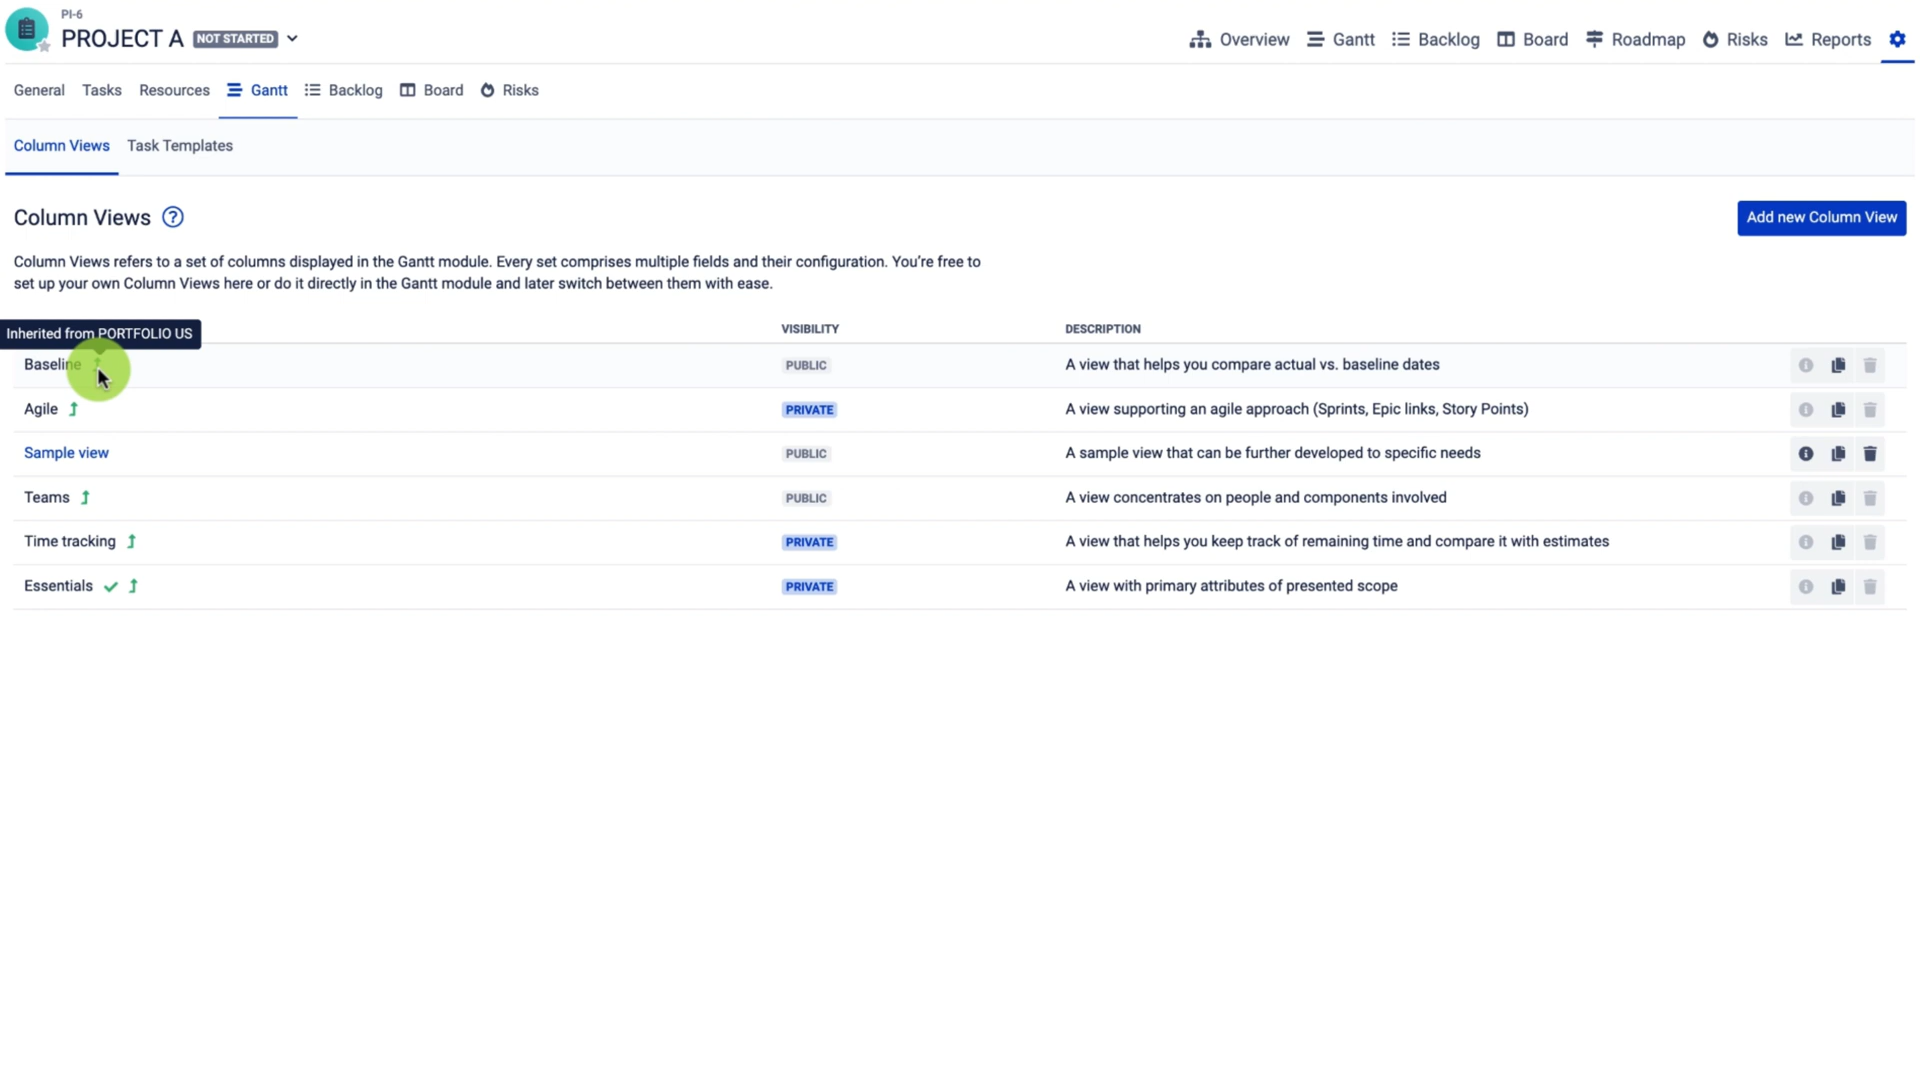 PI-6
PROJECT A NOT STARTED
Overview Gantt Backlog Board Roadmap Risks Reports
General Tasks Resources Gantt Backlog Board Risks
Column Views Task Templates
Column Views ?
Add new Column View
Column Views refers to a set of columns displayed in the Gantt module. Every set comprises multiple fields and their configuration. You're free to
set up your own Column Views here or do it directly in the Gantt module and later switch between them with ease.
Inherited from PORTFOLIO US
VISIBILITY DESCRIPTION
Baseline PUBLIC A view that helps you compare actual vs. baseline dates
Agile PRIVATE A view supporting an agile approach (Sprints, Epic links, Story Points)
Sample view PUBLIC A sample view that can be further developed to specific needs
Teams PUBLIC A view concentrates on people and components involved
Time tracking PRIVATE A view that helps you keep track of remaining time and compare it with estimates
Essentials PRIVATE A view with primary attributes of presented scope